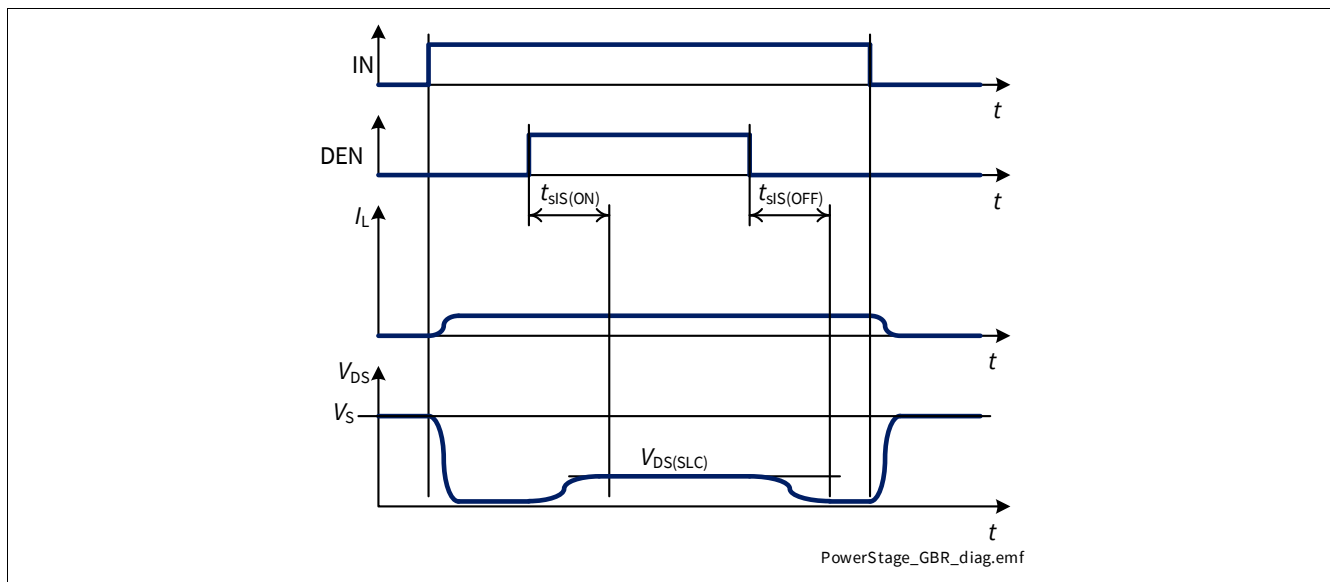 IN
t
DEN
t
tsIS(ON) tsIS(OFF)
IL
t
VDS
VS
VDS(SLC)
t
PowerStage_GBR_diag.emf